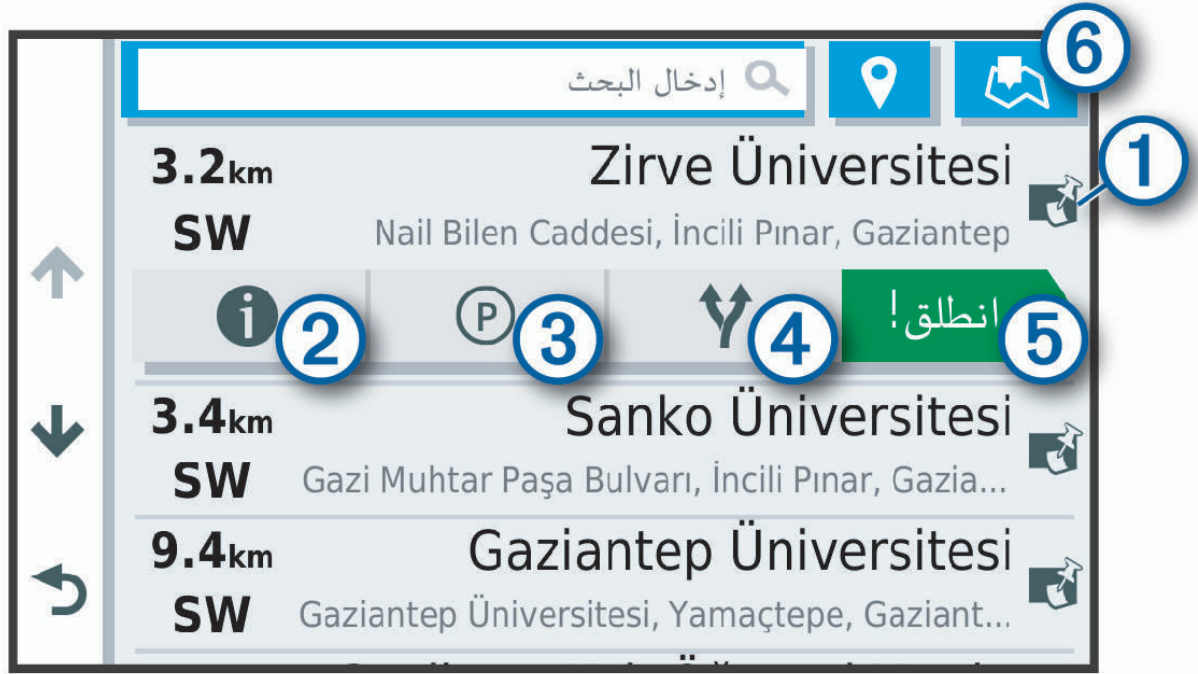 إدخال البحث
6
Zirve Üniversitesi
3.2km
1
Nail Bilen Caddesi, İncili Pınar, Gaziantep
SW
i 2
P 3
4
انطلق!
5
Sanko Üniversitesi
3.4km
Gazi Muhtar Paşa Bulvarı, İncili Pınar, Gazia...
SW
Gaziantep Üniversitesi
9.4km
Gaziantep Üniversitesi, Yamaçtepe, Gaziant...
SW